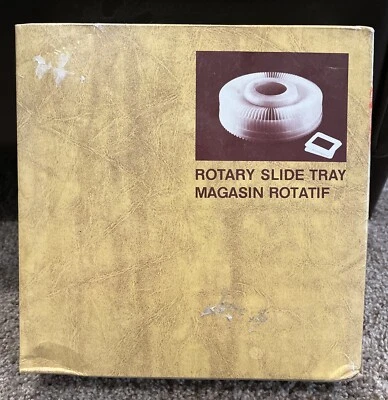 ROTARY SLIDE TRAY
MAGASIN ROTATIF